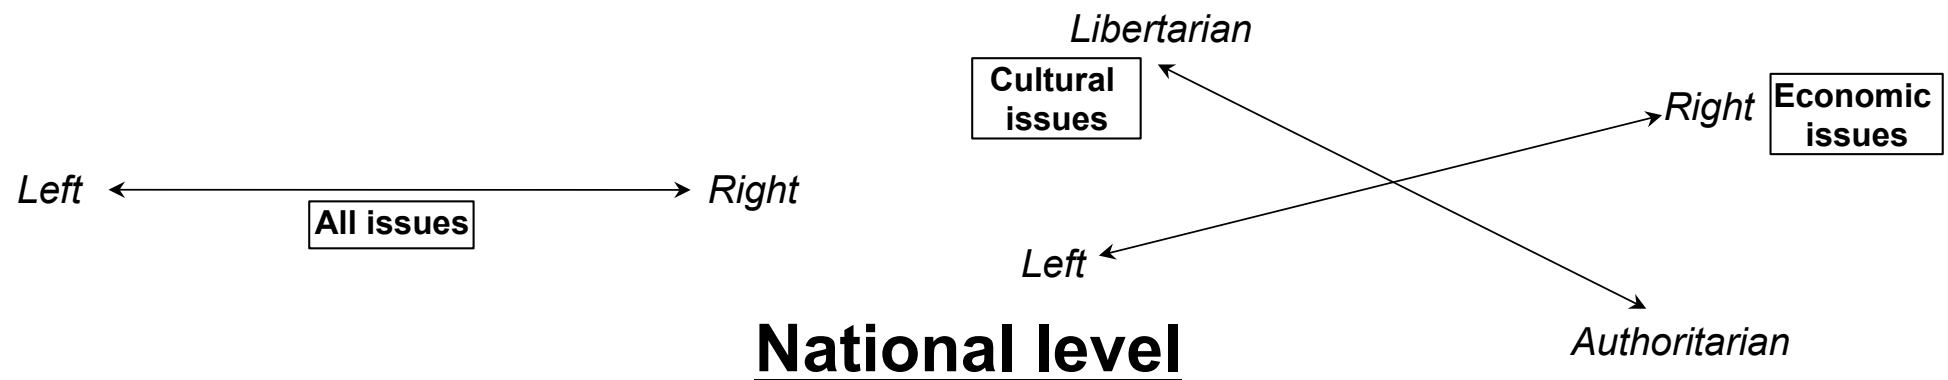 Libertarian
Cultural
issues
Right
Economic
issues
Left
Right
All issues
Left
Authoritarian
National level